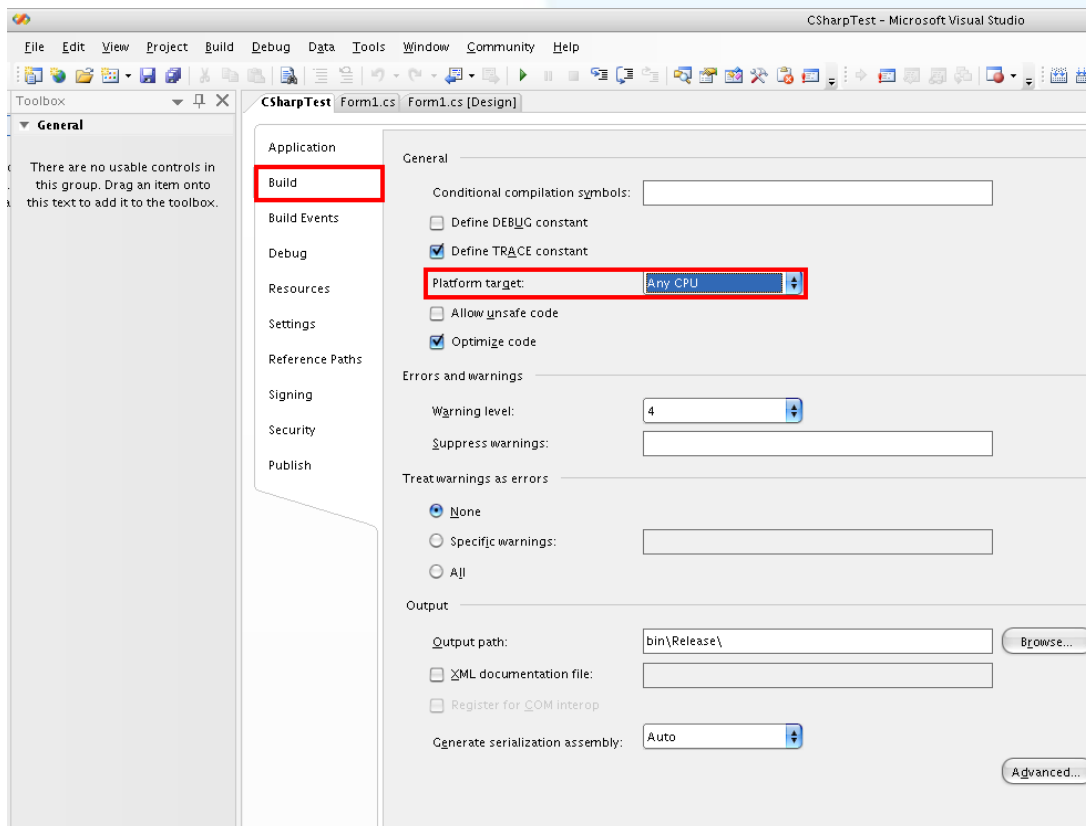 CSharpTest - Microsoft Visual Studio
File Edit View Project Build Debug Data Tools Window Community Help
Toolbox
CSharpTest Form1.cs Form1.cs [Design]
General
There are no usable controls in
this group. Drag an item onto
this text to add it to the toolbox.
Application
Build
Build Events
Debug
Resources
Settings
Reference Paths
Signing
Security
Publish
General
Conditional compilation symbols:
Define DEBUG constant
Define TRACE constant
Platform target: Any CPU
Allow unsafe code
Optimize code
Errors and warnings
Warning level: 4
Suppress warnings:
Treat warnings as errors
None
Specific warnings:
All
Output
Output path: bin\Release\ Browse...
XML documentation file:
Register for COM interop
Generate serialization assembly: Auto
Advanced...